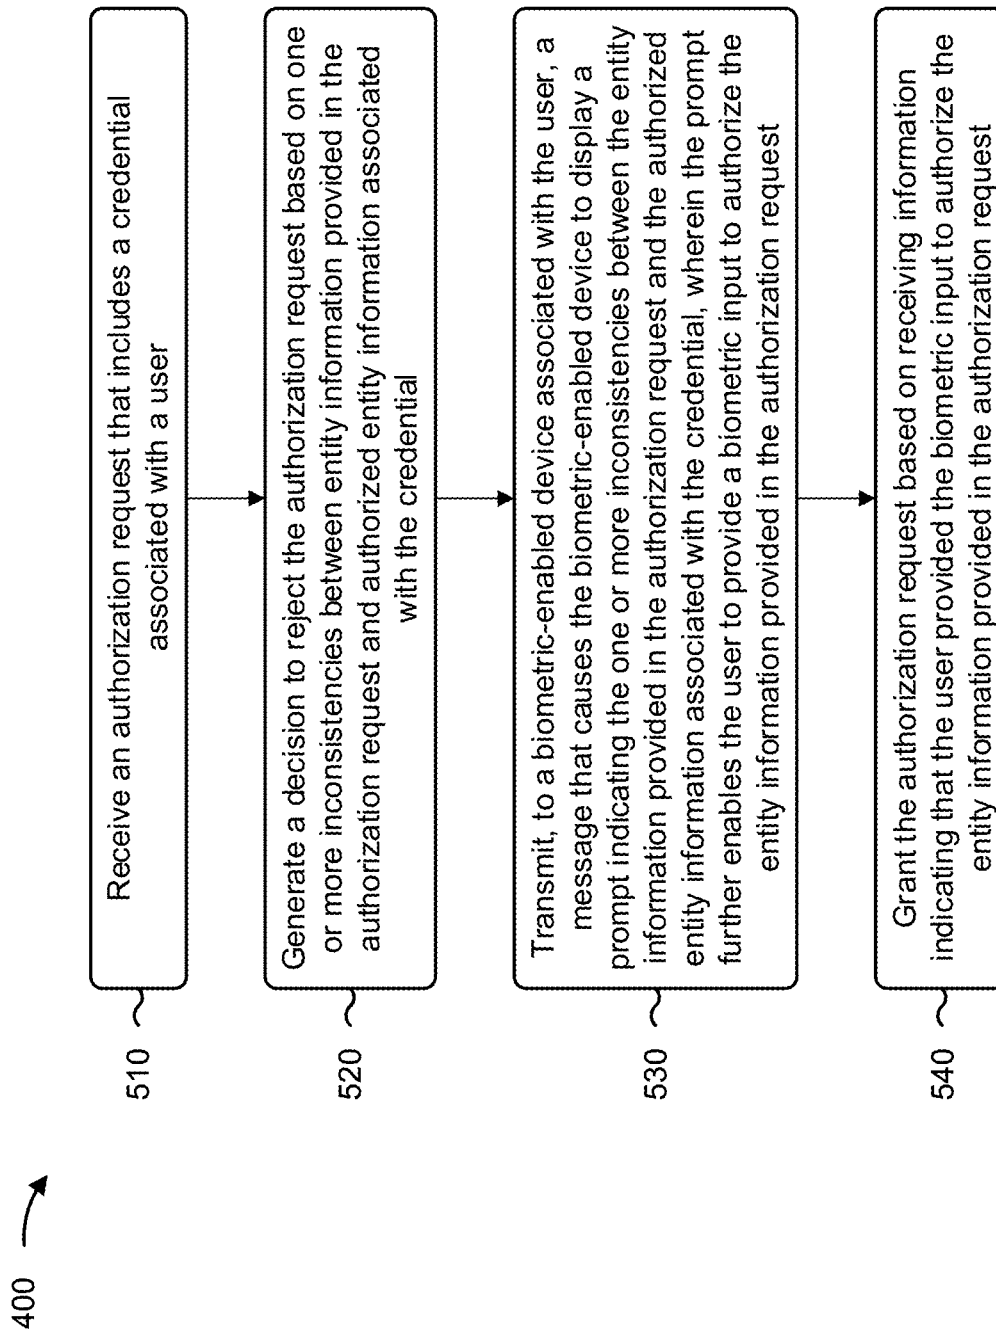 400
510
Receive an authorization request that includes a credential
associated with a user
520
Generate a decision to reject the authorization request based on one
or more inconsistencies between entity information provided in the
authorization request and authorized entity information associated
with the credential
530
Transmit, to a biometric-enabled device associated with the user, a
message that causes the biometric-enabled device to display a
prompt indicating the one or more inconsistencies between the entity
information provided in the authorization request and the authorized
entity information associated with the credential, wherein the prompt
further enables the user to provide a biometric input to authorize the
entity information provided in the authorization request
540
Grant the authorization request based on receiving information
indicating that the user provided the biometric input to authorize the
entity information provided in the authorization request